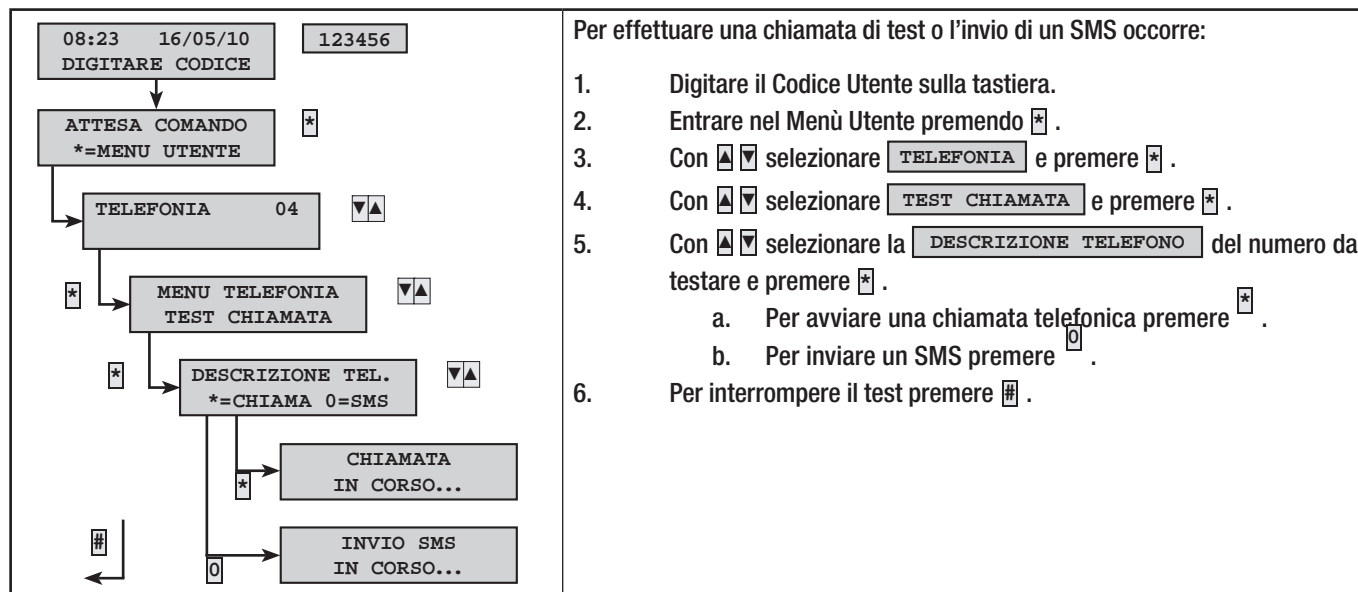 08:23 16/05/10
DIGITARE CODICE
123456
ATTESA COMANDO
*=MENU UTENTE
*
TELEFONIA 04
▼▲
*
MENU TELEFONIA
TEST CHIAMATA
▼▲
*
DESCRIZIONE TEL.
*=CHIAMA 0=SMS
▼▲
*
CHIAMATA
IN CORSO...
#
0
INVIO SMS
IN CORSO...
Per effettuare una chiamata di test o l’invio di un SMS occorre:
1. Digitare il Codice Utente sulla tastiera.
2. Entrare nel Menù Utente premendo * .
3. Con ▲ ▼ selezionare TELEFONIA e premere * .
4. Con ▲ ▼ selezionare TEST CHIAMATA e premere * .
5. Con ▲ ▼ selezionare la DESCRIZIONE TELEFONO del numero da
testare e premere * .
a. Per avviare una chiamata telefonica premere * .
b. Per inviare un SMS premere 0 .
6. Per interrompere il test premere # .